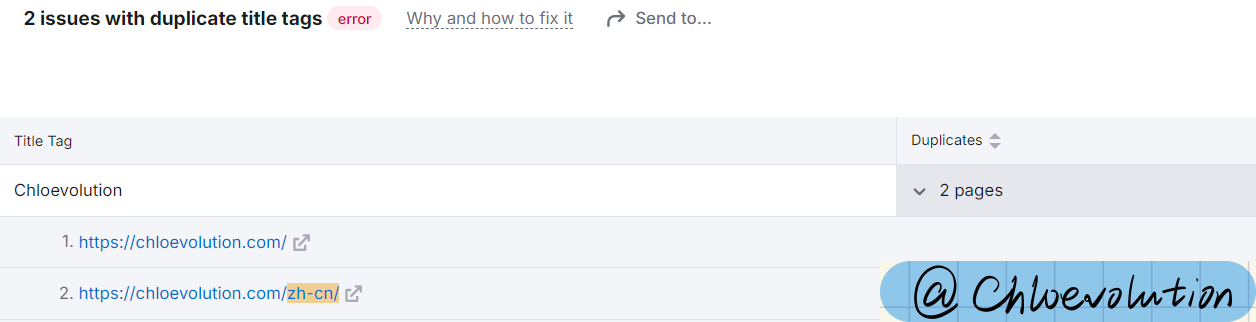 2 issues with duplicate title tags error Why and how to fix it Send to...
Title Tag Duplicates
Chloevolution 2 pages
1. https://chloevolution.com/
2. https://chloevolution.com/zh-cn/
@Chloevolution